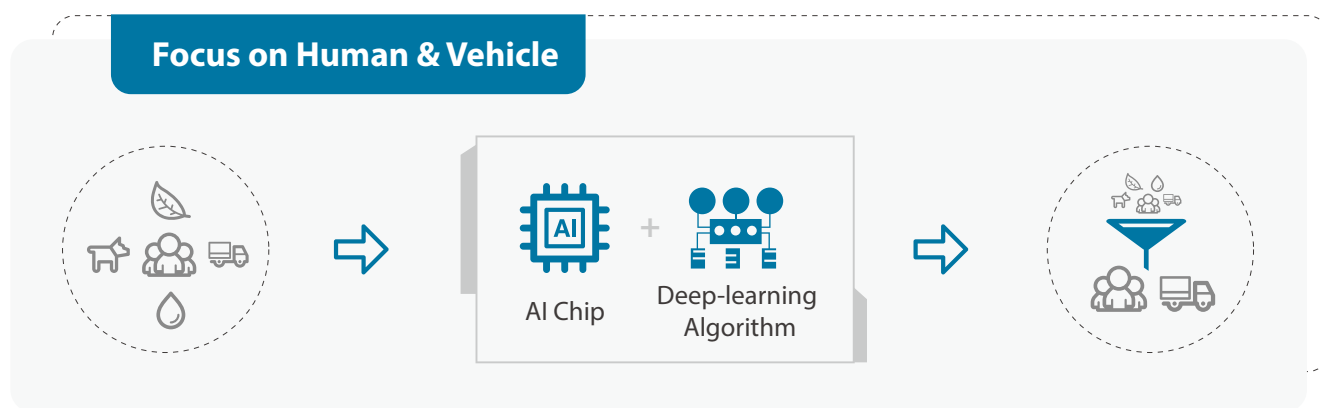 Focus on Human & Vehicle
AI
+
AI Chip
Deep-learning
Algorithm